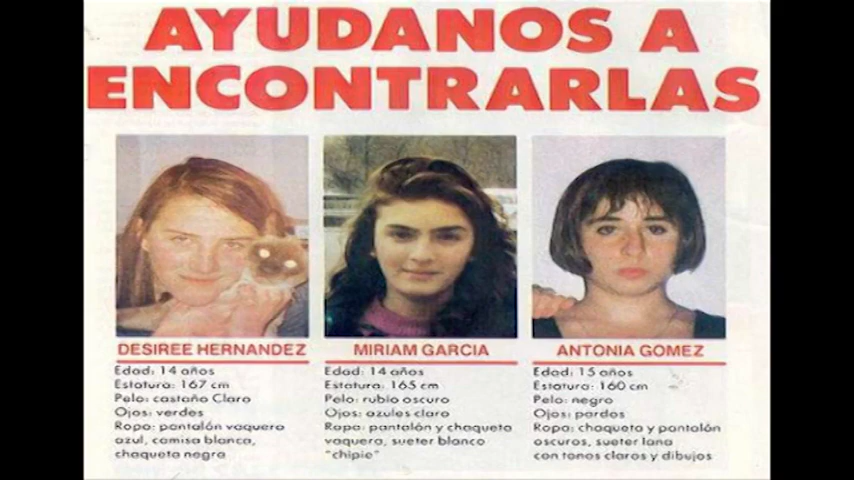 AYUDANOS A
ENCONTRARLAS
DESIREE HERNANDEZ
Edad: 14 años
Estatura: 167 cm
Pelo: castaño Claro
Ojos: verdes
Ropa: pantalón vaquera
azul, camisa blanca,
chaqueta negra
MIRIAM GARCIA
Edad: 14 años
Estatura: 165 cm
Pelo: rubio oscuro
Ojos: azules claro
Ropa: pantalón y chaqueta
vaquera, sueter blanco
"chipie"
ANTONIA GOMEZ
Edad: 15 años
Estatura: 160 cm
Pelo: negro
Ojos: pardos
Ropa: chaqueta y pantalón
oscuros, sueter lana
con tonos claros y dibujos